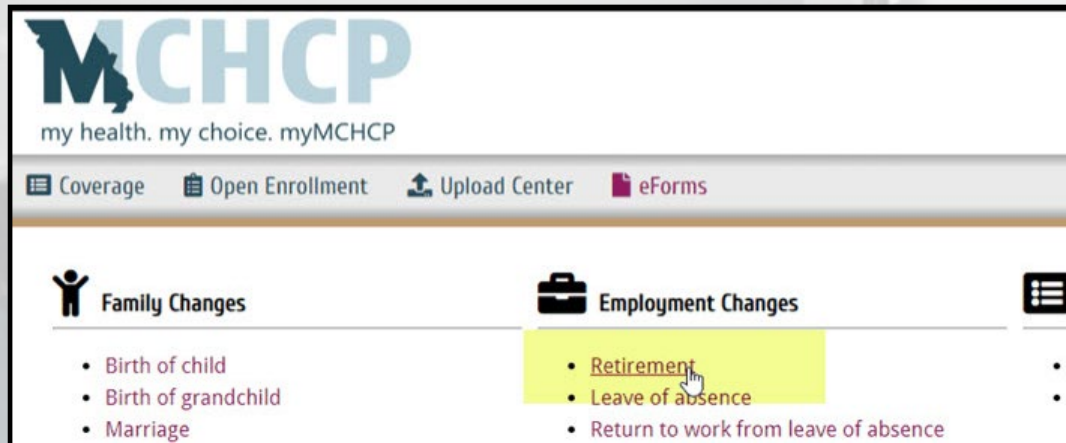 MCHCP
my health. my choice. myMCHCP
Coverage Open Enrollment Upload Center eForms
Family Changes
• Birth of child
• Birth of grandchild
• Marriage
Employment Changes
• Retirement
• Leave of absence
• Return to work from leave of absence